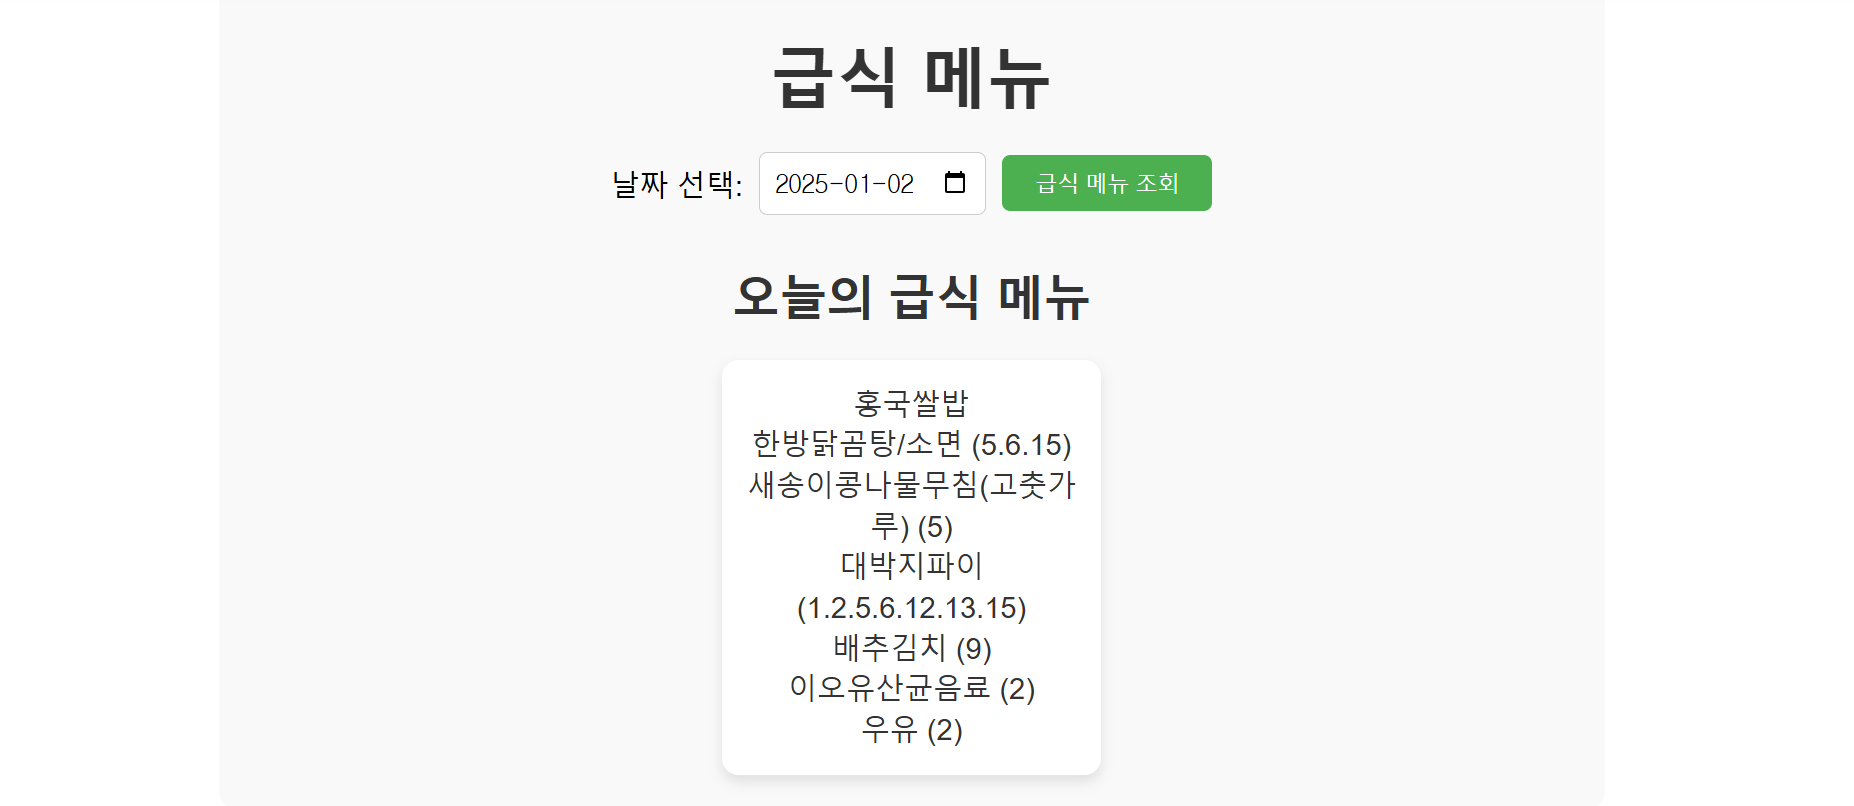 급식 메뉴
날짜 선택: 2025-01-02 급식 메뉴 조회
오늘의 급식 메뉴
홍국쌀밥
한방닭곰탕/소면 (5.6.15)
새송이콩나물무침(고춧가
루) (5)
대박지파이
(1.2.5.6.12.13.15)
배추김치 (9)
이오유산균음료 (2)
우유 (2)